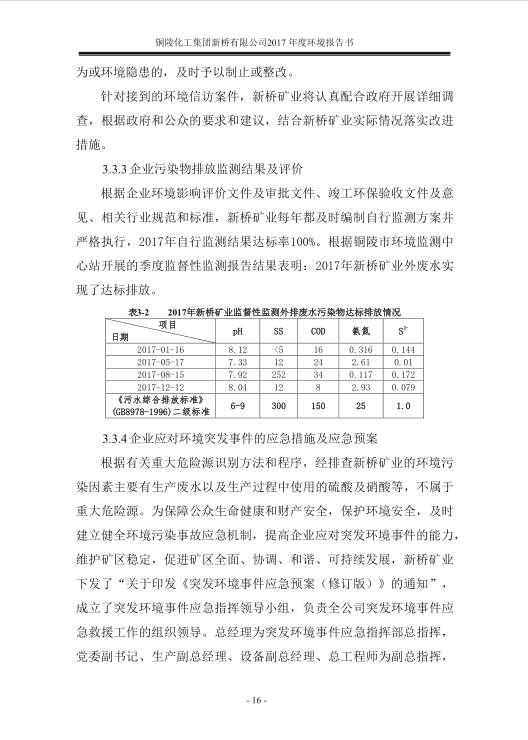 铜陵化工集团新桥有限公司2017 年度环境报告书
为或环境隐患的，及时予以制止或整改。
针对接到的环境信访案件，新桥矿业将认真配合政府开展详细调
查，根据政府和公众的要求和建议，结合新桥矿业实际情况落实改进
措施。
3.3.3 企业污染物排放监测结果及评价
根据企业环境影响评价文件及审批文件、竣工环保验收文件及意
见、相关行业规范和标准，新桥矿业每年都及时编制自行监测方案并
严格执行，2017年自行监测结果达标率100%。根据铜陵市环境监测中
心站开展的季度监督性监测报告结果表明：2017年新桥矿业外废水实
现了达标排放。
表3-2 2017年新桥矿业监督性监测外排废水污染物达标排放情况
项目 日期 pH SS COD 氨氮 S²⁻
2017-01-16 8.12 <5 16 0.316 0.144
2017-05-17 7.33 12 24 2.61 0.01
2017-08-15 7.92 252 34 0.117 0.172
2017-12-12 8.04 12 8 2.93 0.079
《污水综合排放标准》
(GB8978-1996)二级标准 6-9 300 150 25 1.0
3.3.4 企业应对环境突发事件的应急措施及应急预案
根据有关重大危险源识别方法和程序，经排查新桥矿业的环境污
染因素主要有生产废水以及生产过程中使用的硫酸及硝酸等，不属于
重大危险源。为保障公众生命健康和财产安全，保护环境安全，及时
建立健全环境污染事故应急机制，提高企业应对突发环境事件的能力，
维护矿区稳定，促进矿区全面、协调、和谐、可持续发展，新桥矿业
下发了“关于印发《突发环境事件应急预案（修订版）》的通知”，
成立了突发环境事件应急指挥领导小组，负责全公司突发环境事件应
急救援工作的组织领导。总经理为突发环境事件应急指挥部总指挥，
党委副书记、生产副总经理、设备副总经理、总工程师为副总指挥，
- 16 -